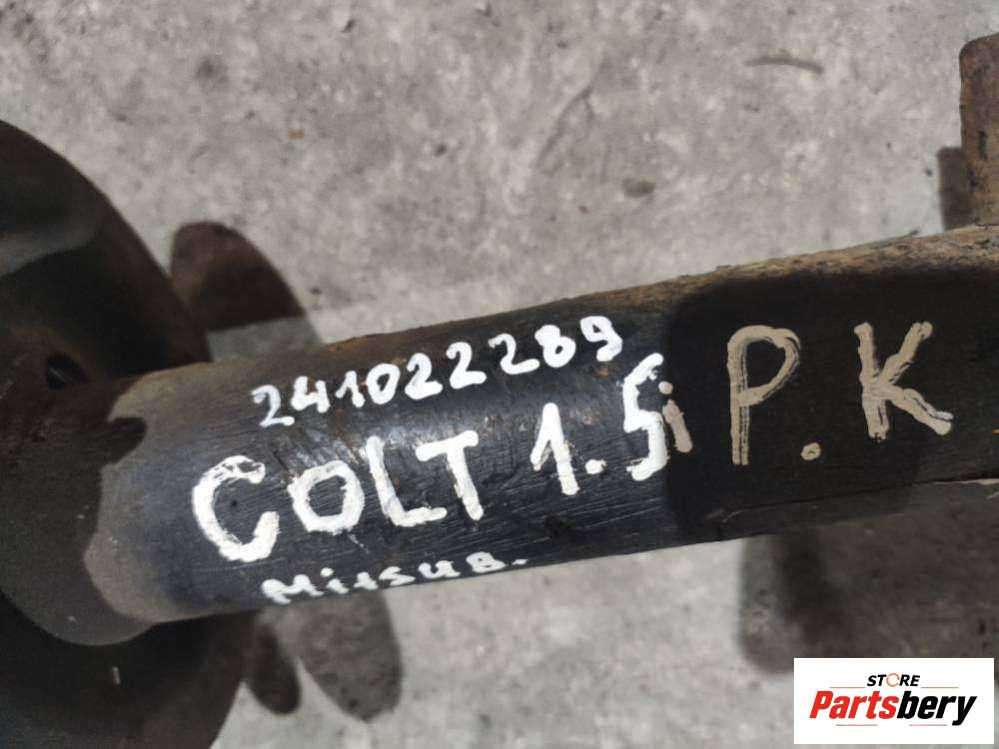 241022289
COLT 1.5i P.K
Mitsub.
STORE
Partsbery